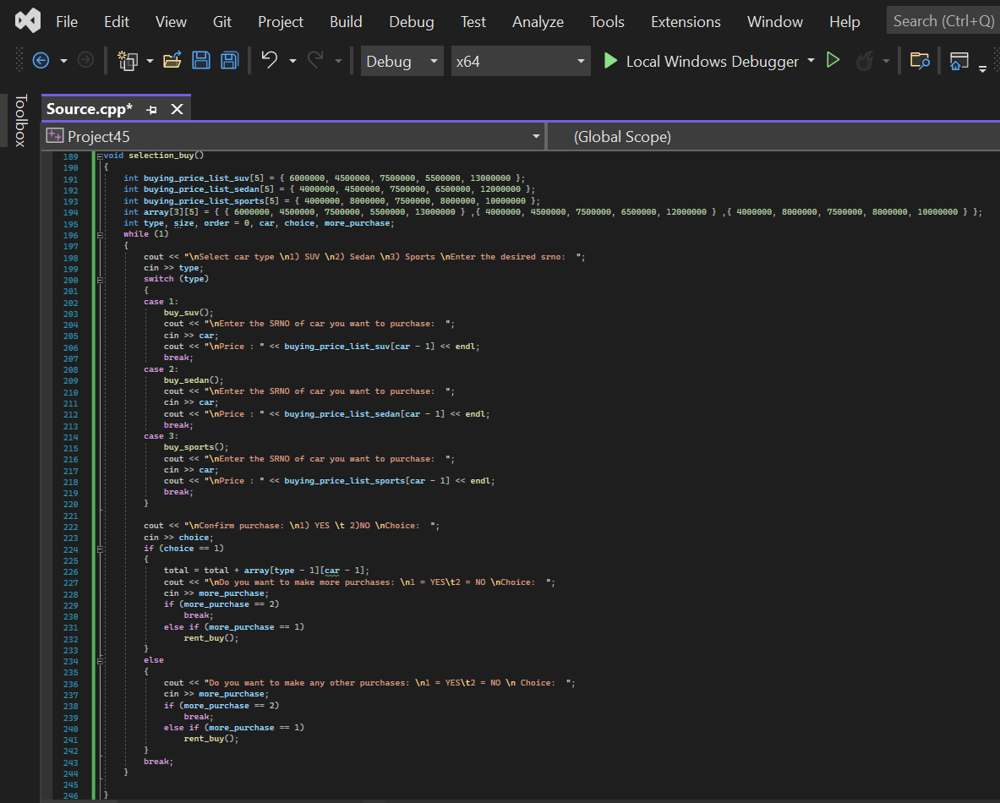 File Edit View Git Project Build Debug Test Analyze Tools Extensions Window Help Search (Ctrl+Q)
Debug x64 Local Windows Debugger
Toolbox
Source.cpp*
Project45 (Global Scope)
189 void selection_buy()
190 {
191 int buying_price_list_suv[5] = { 6000000, 4500000, 7500000, 5500000, 13000000 };
192 int buying_price_list_sedan[5] = { 4000000, 4500000, 7500000, 6500000, 12000000 };
193 int buying_price_list_sports[5] = { 4000000, 8000000, 7500000, 8000000, 10000000 };
194 int array[3][5] = { { 6000000, 4500000, 7500000, 5500000, 13000000 } ,{ 4000000, 4500000, 7500000, 6500000, 12000000 } ,{ 4000000, 8000000, 7500000, 8000000, 10000000 } };
195 int type, size, order = 0, car, choice, more_purchase;
196 while (1)
197 {
198 cout << "\nSelect car type \n1) SUV \n2) Sedan \n3) Sports \nEnter the desired srno:  ";
199 cin >> type;
200 switch (type)
201 {
202 case 1:
203 buy_suv();
204 cout << "\nEnter the SRNO of car you want to purchase:  ";
205 cin >> car;
206 cout << "\nPrice : " << buying_price_list_suv[car - 1] << endl;
207 break;
208 case 2:
209 buy_sedan();
210 cout << "\nEnter the SRNO of car you want to purchase:  ";
211 cin >> car;
212 cout << "\nPrice : " << buying_price_list_sedan[car - 1] << endl;
213 break;
214 case 3:
215 buy_sports();
216 cout << "\nEnter the SRNO of car you want to purchase:  ";
217 cin >> car;
218 cout << "\nPrice : " << buying_price_list_sports[car - 1] << endl;
219 break;
220 }
221
222 cout << "\nConfirm purchase: \n1) YES \t 2)NO \nChoice:  ";
223 cin >> choice;
224 if (choice == 1)
225 {
226 total = total + array[type - 1][car - 1];
227 cout << "\nDo you want to make more purchases: \n1 = YES\t2 = NO \nChoice:  ";
228 cin >> more_purchase;
229 if (more_purchase == 2)
230 break;
231 else if (more_purchase == 1)
232 rent_buy();
233 }
234 else
235 {
236 cout << "Do you want to make any other purchases: \n1 = YES\t2 = NO \n Choice:  ";
237 cin >> more_purchase;
238 if (more_purchase == 2)
239 break;
240 else if (more_purchase == 1)
241 rent_buy();
242 }
243 break;
244 }
245
246 }